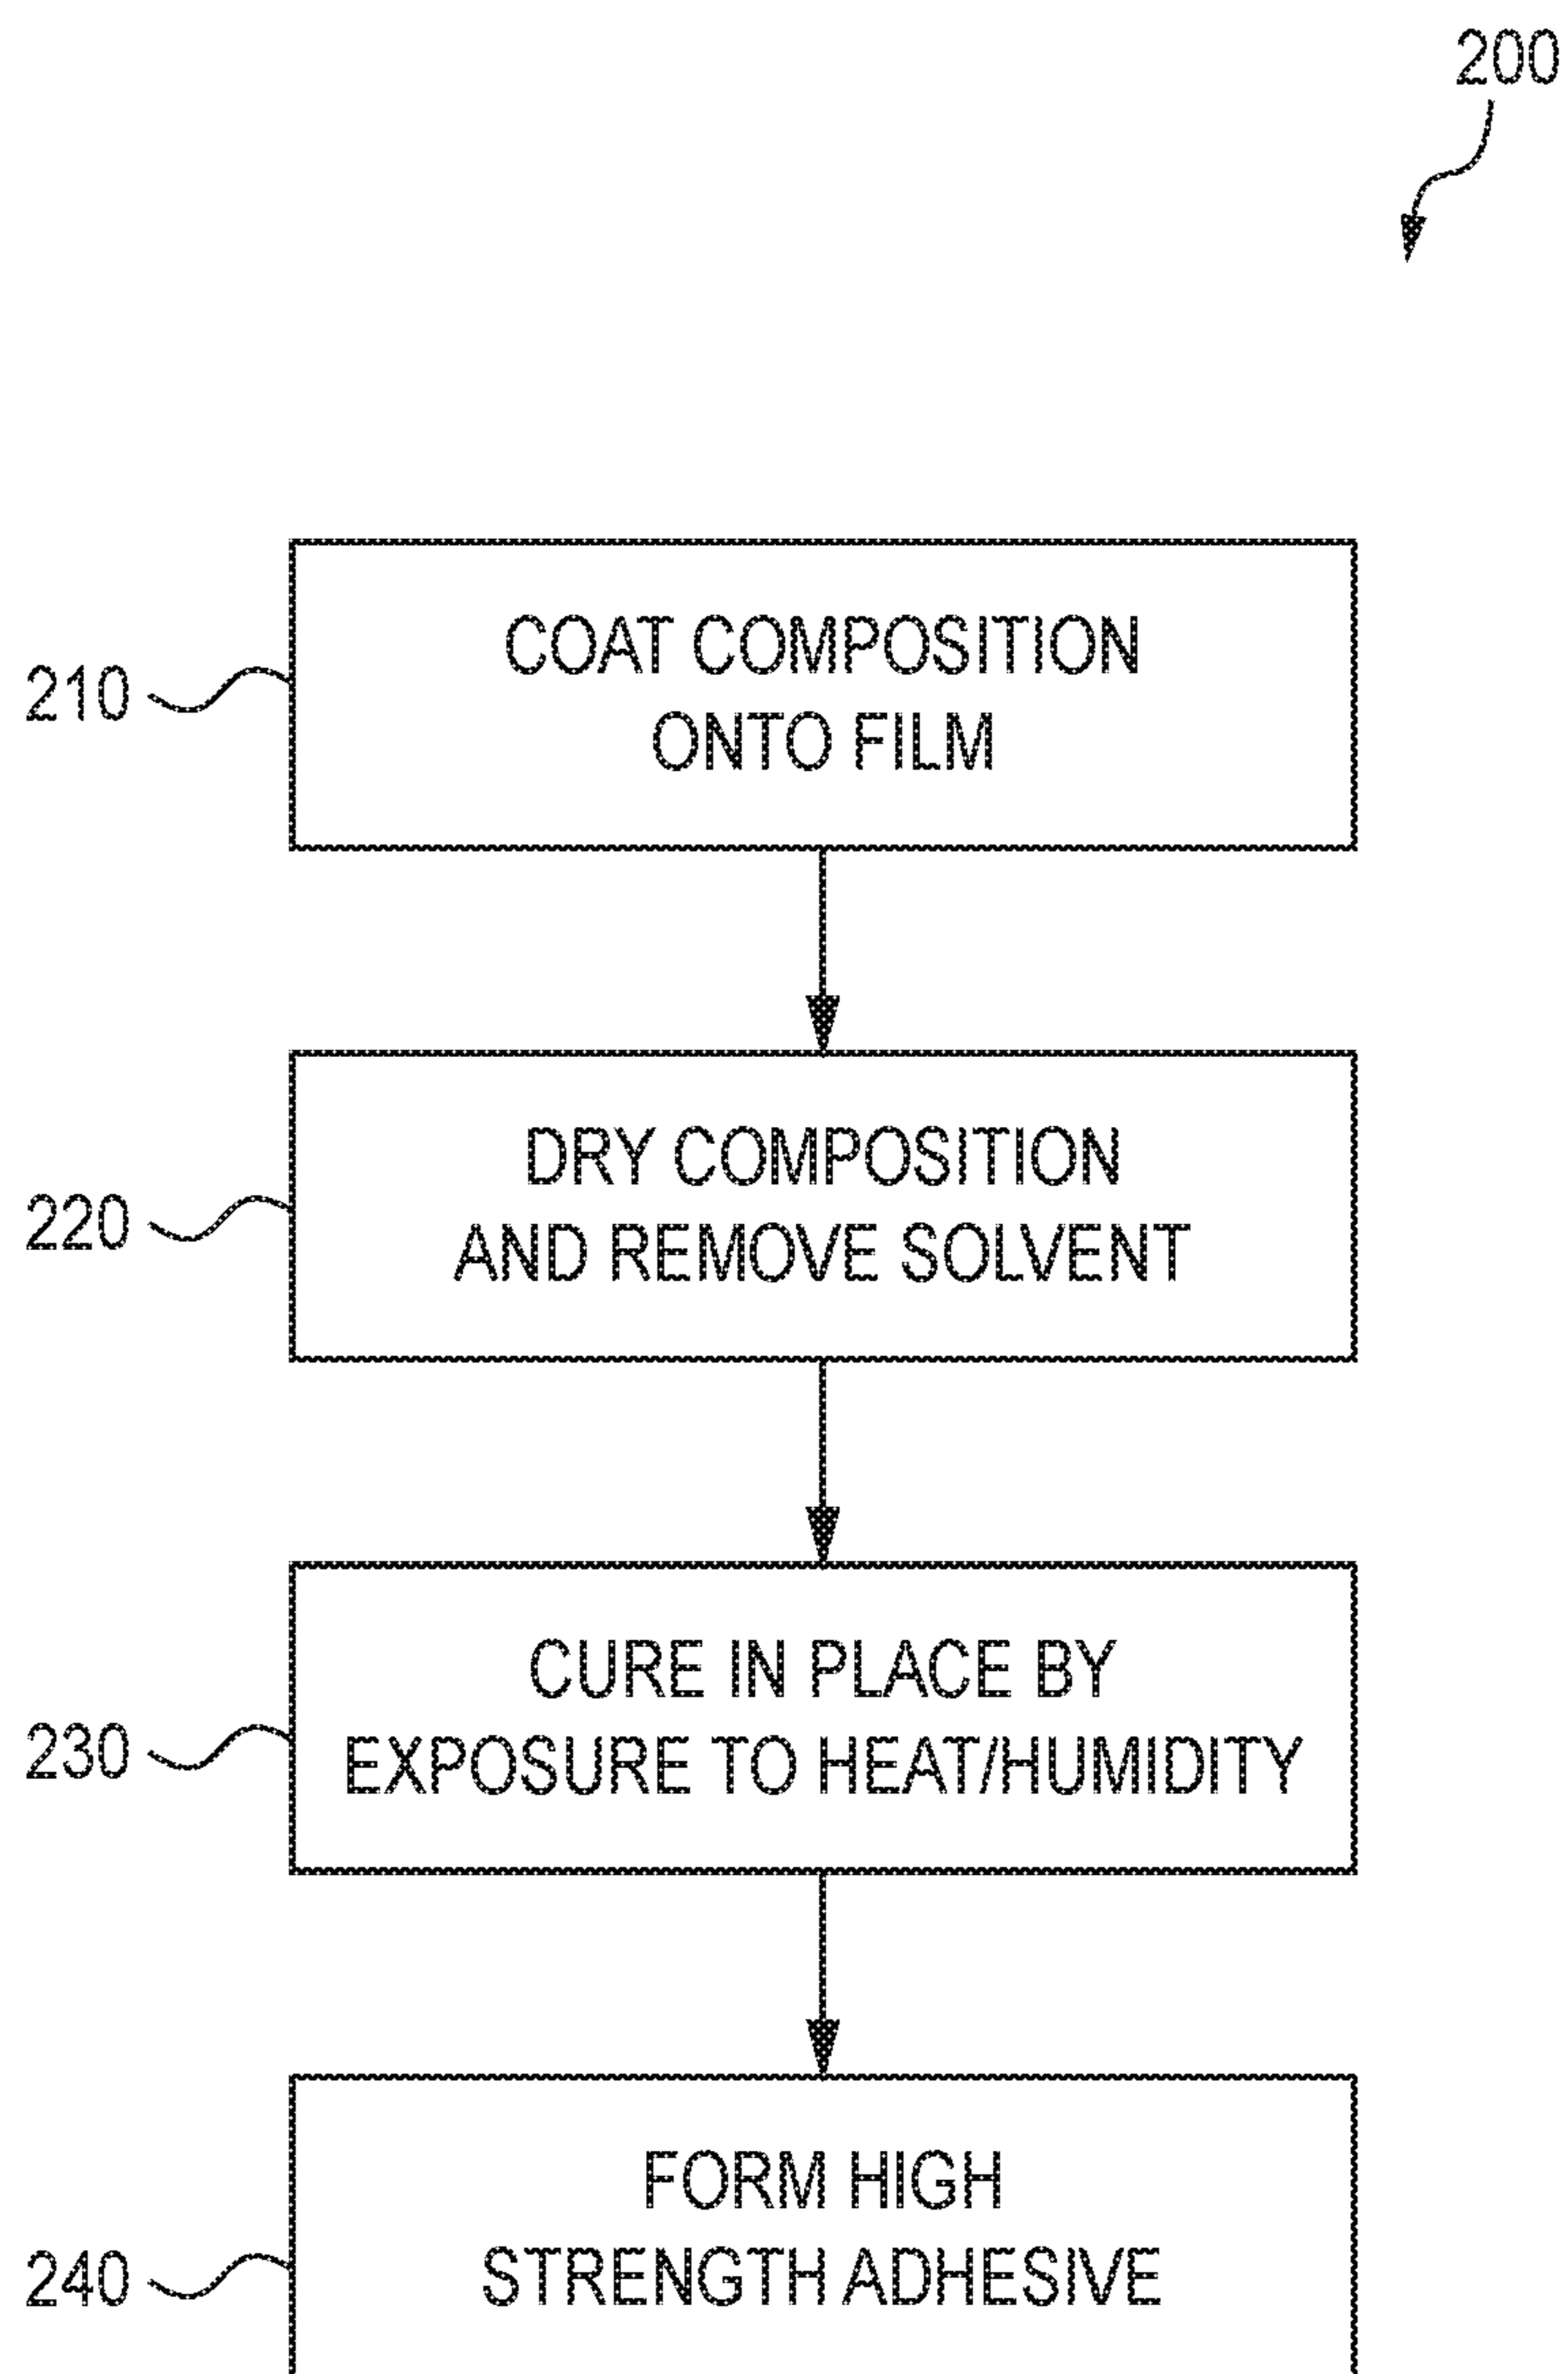 200
210
COAT COMPOSITION
ONTO FILM
220
DRY COMPOSITION
AND REMOVE SOLVENT
230
CURE IN PLACE BY
EXPOSURE TO HEAT/HUMIDITY
240
FORM HIGH
STRENGTH ADHESIVE